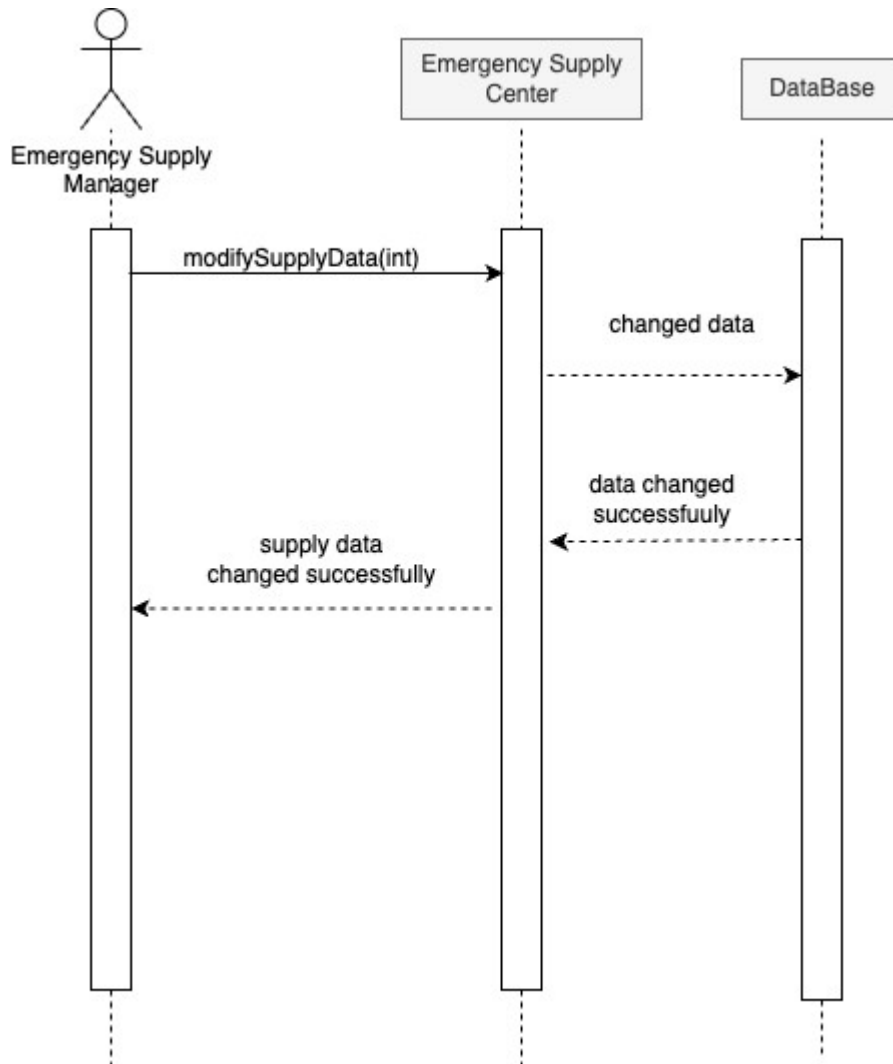 Emergency Supply
Manager
Emergency Supply
Center
DataBase
modifySupplyData(int)
changed data
data changed
successfuuly
supply data
changed successfully